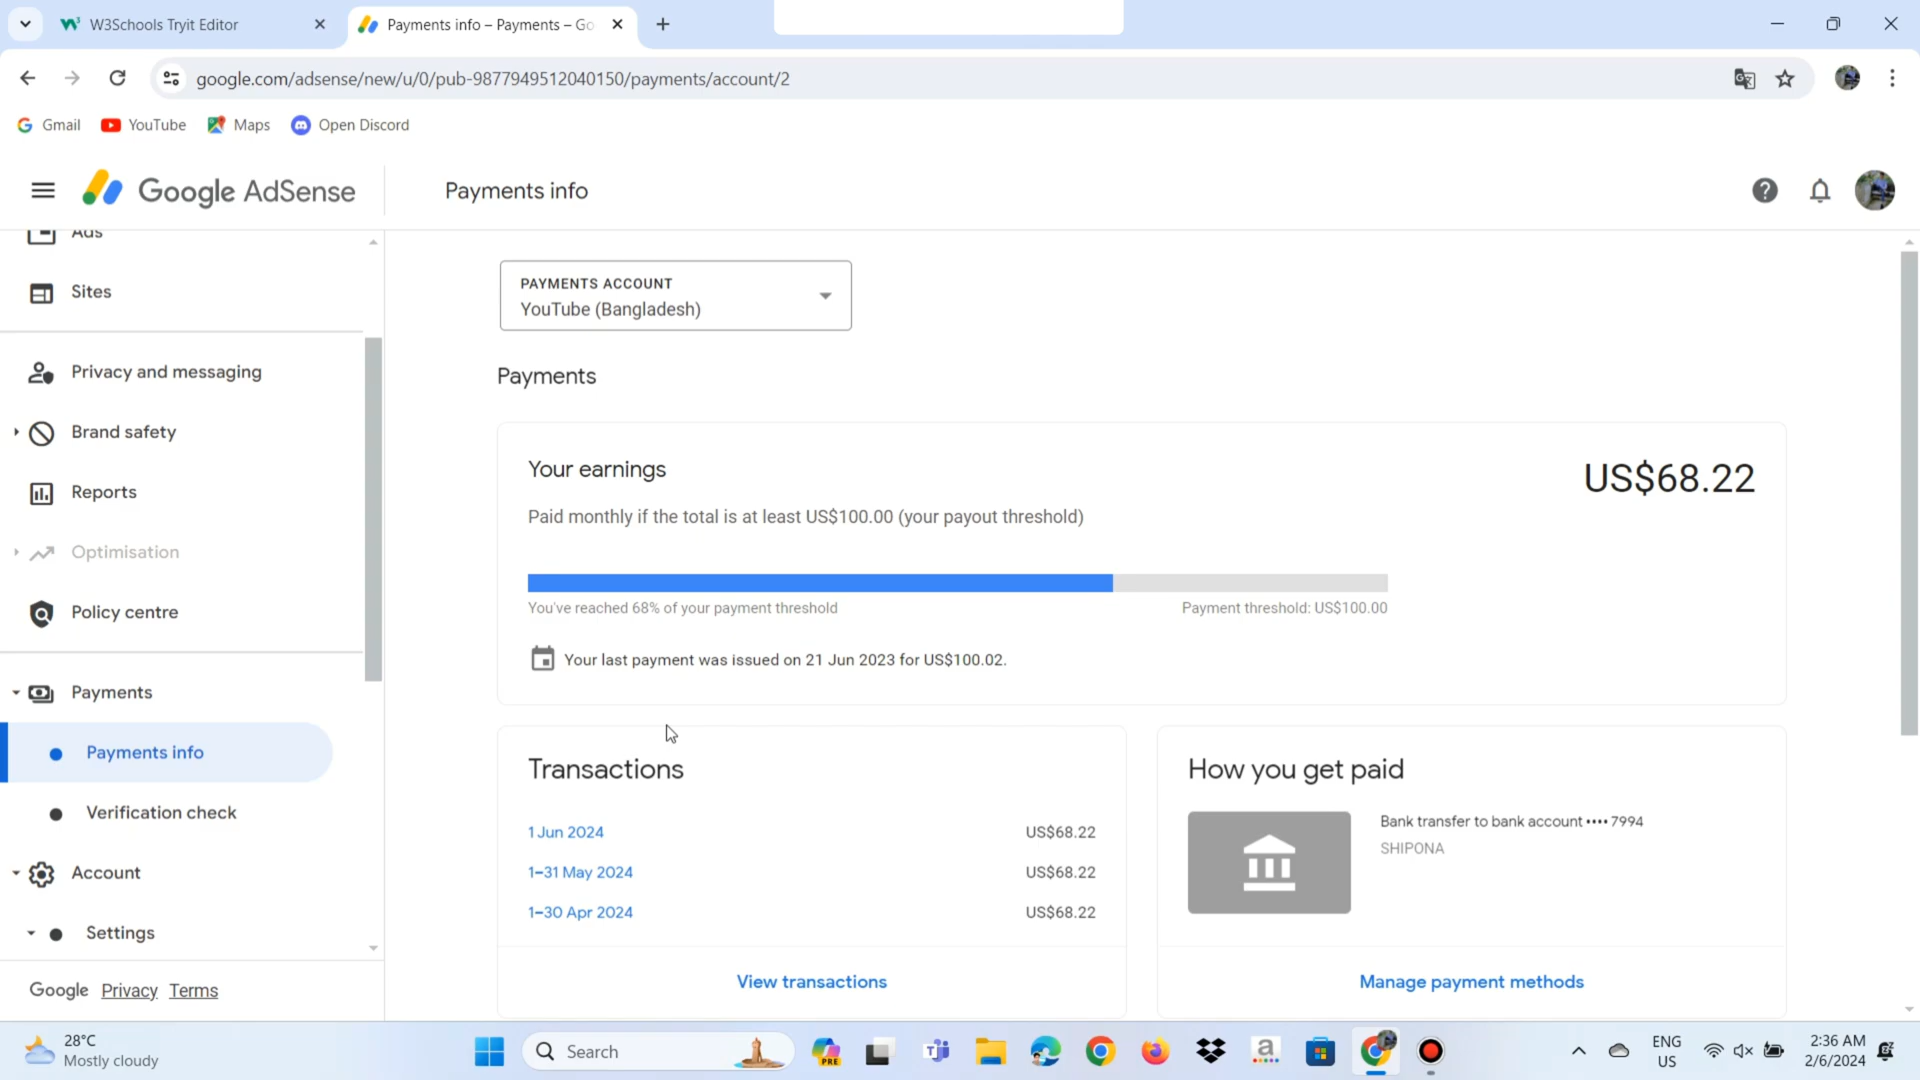 W3Schools Tryit Editor
Payments info – Payments – Go
google.com/adsense/new/u/0/pub-9877949512040150/payments/account/2
Gmail
YouTube
Maps
Open Discord
Google AdSense
Payments info
Ads
Sites
Privacy and messaging
Brand safety
Reports
Optimisation
Policy centre
Payments
Payments info
Verification check
Account
Settings
Google Privacy Terms
PAYMENTS ACCOUNT
YouTube (Bangladesh)
Payments
Your earnings
US$68.22
Paid monthly if the total is at least US$100.00 (your payout threshold)
You've reached 68% of your payment threshold
Payment threshold: US$100.00
Your last payment was issued on 21 Jun 2023 for US$100.02.
Transactions
1 Jun 2024 US$68.22
1–31 May 2024 US$68.22
1–30 Apr 2024 US$68.22
View transactions
How you get paid
Bank transfer to bank account •••• 7994
SHIPONA
Manage payment methods
28°C
Mostly cloudy
Search
PRE
ENG
US
2:36 AM
2/6/2024